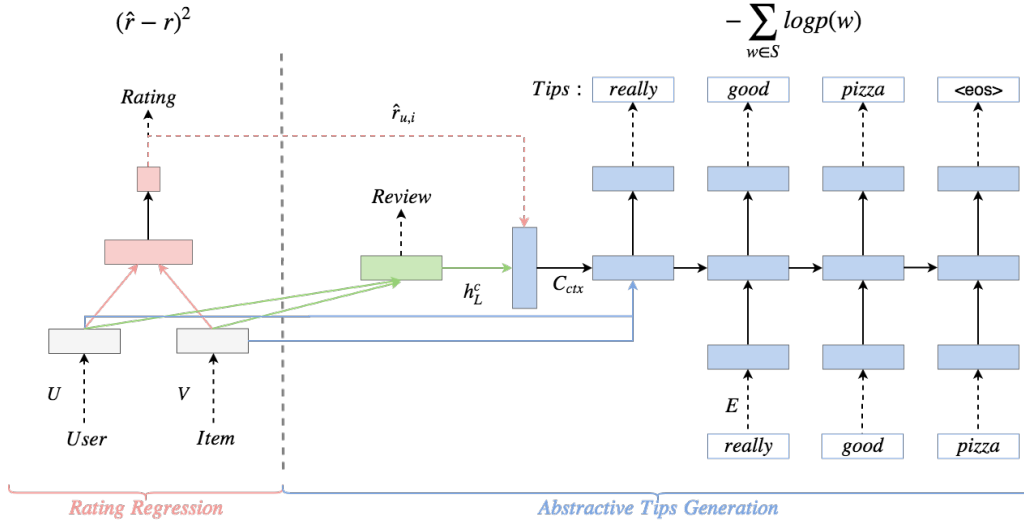 (r̂ − r)²
− ∑ logp(w)
w∈S
Rating
r̂u,i
Tips : really good pizza <eos>
Review
h_L^c
C_ctx
U
V
E
User Item
really good pizza
Rating Regression
Abstractive Tips Generation